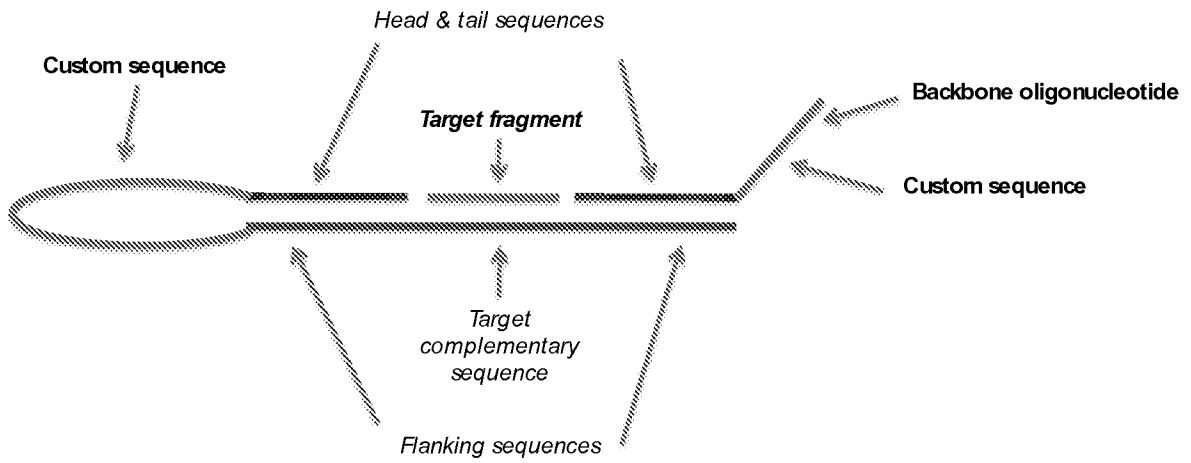 Head & tail sequences
Custom sequence
Backbone oligonucleotide
Target fragment
Custom sequence
Target
complementary
sequence
Flanking sequences